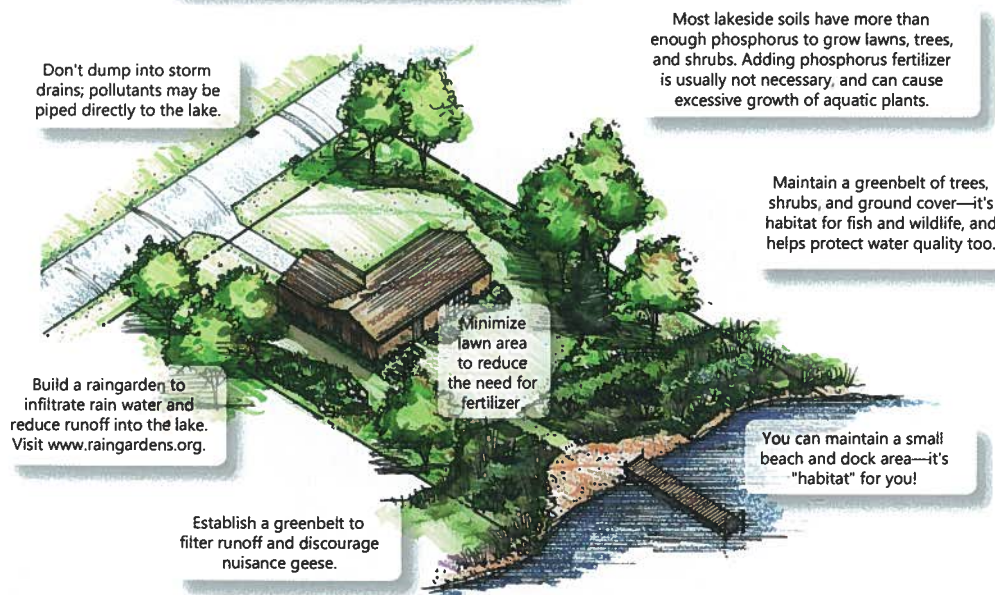 Most lakeside soils have more than
enough phosphorus to grow lawns, trees,
and shrubs. Adding phosphorus fertilizer
is usually not necessary, and can cause
excessive growth of aquatic plants.
Don't dump into storm
drains; pollutants may be
piped directly to the lake.
Maintain a greenbelt of trees,
shrubs, and ground cover—it's
habitat for fish and wildlife, and
helps protect water quality too.
Minimize
lawn area
to reduce
the need for
fertilizer
Build a raingarden to
infiltrate rain water and
reduce runoff into the lake.
Visit www.raingardens.org.
You can maintain a small
beach and dock area—it's
"habitat" for you!
Establish a greenbelt to
filter runoff and discourage
nuisance geese.